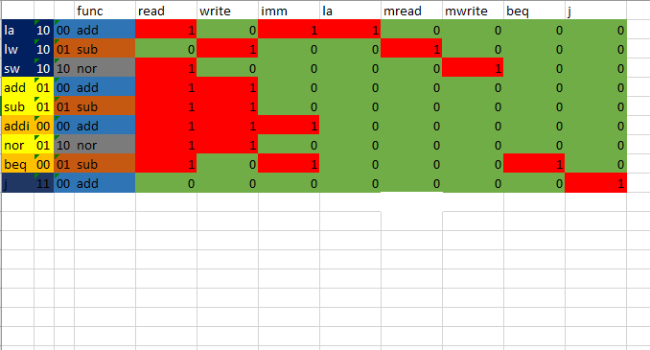 func read write imm la mread mwrite beq j
la 10 00 add 1 0 1 1 0 0 0 0
lw 10 01 sub 0 1 0 0 1 0 0 0
sw 10 10 nor 1 0 0 0 0 1 0 0
add 01 00 add 1 1 0 0 0 0 0 0
sub 01 01 sub 1 1 0 0 0 0 0 0
addi 00 00 add 1 1 1 0 0 0 0 0
nor 01 10 nor 1 1 0 0 0 0 0 0
beq 00 01 sub 1 0 1 0 0 0 1 0
j 11 00 add 0 0 0 0 0 0 0 1